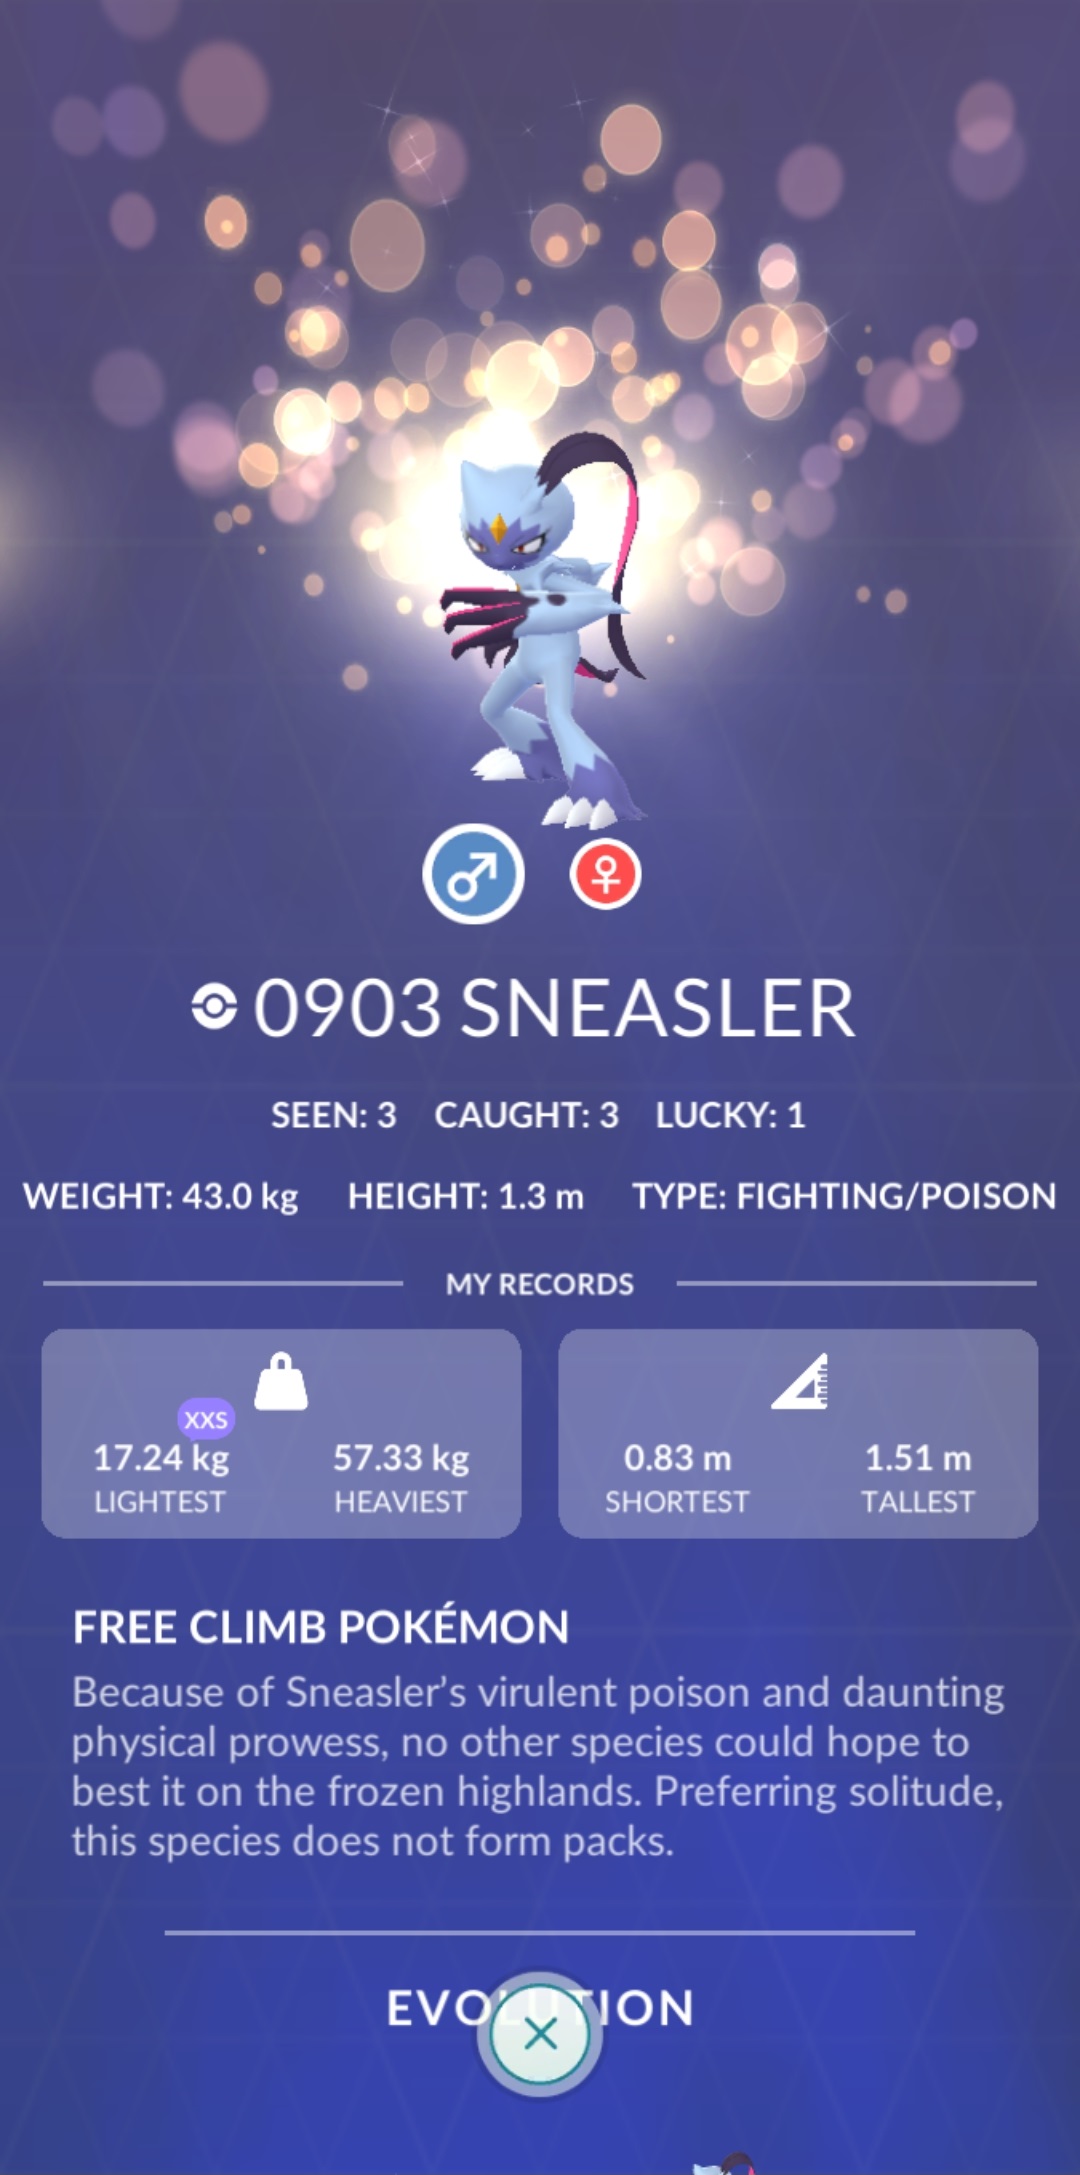 0903 SNEASLER
SEEN: 3 CAUGHT: 3 LUCKY: 1
WEIGHT: 43.0 kg HEIGHT: 1.3 m TYPE: FIGHTING/POISON
MY RECORDS
XXS
17.24 kg 57.33 kg 0.83 m 1.51 m
LIGHTEST HEAVIEST SHORTEST TALLEST
FREE CLIMB POKÉMON
Because of Sneasler’s virulent poison and daunting
physical prowess, no other species could hope to
best it on the frozen highlands. Preferring solitude,
this species does not form packs.
EVOLUTION